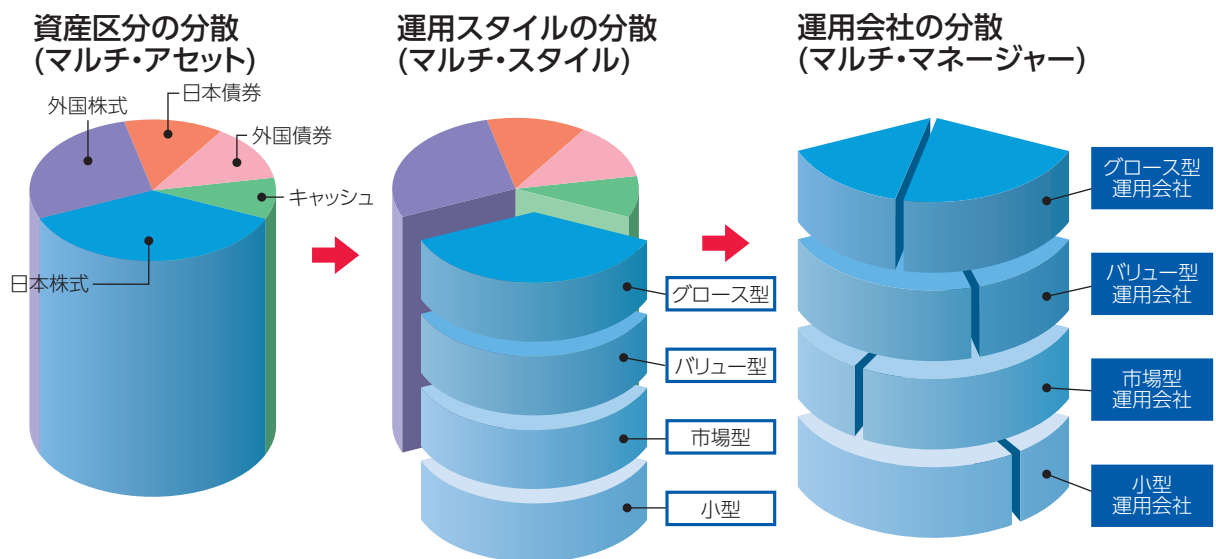 資産区分の分散
(マルチ・アセット)
外国株式
日本債券
外国債券
キャッシュ
日本株式
運用スタイルの分散
(マルチ・スタイル)
グロース型
バリュー型
市場型
小型
運用会社の分散
(マルチ・マネージャー)
グロース型
運用会社
バリュー型
運用会社
市場型
運用会社
小型
運用会社